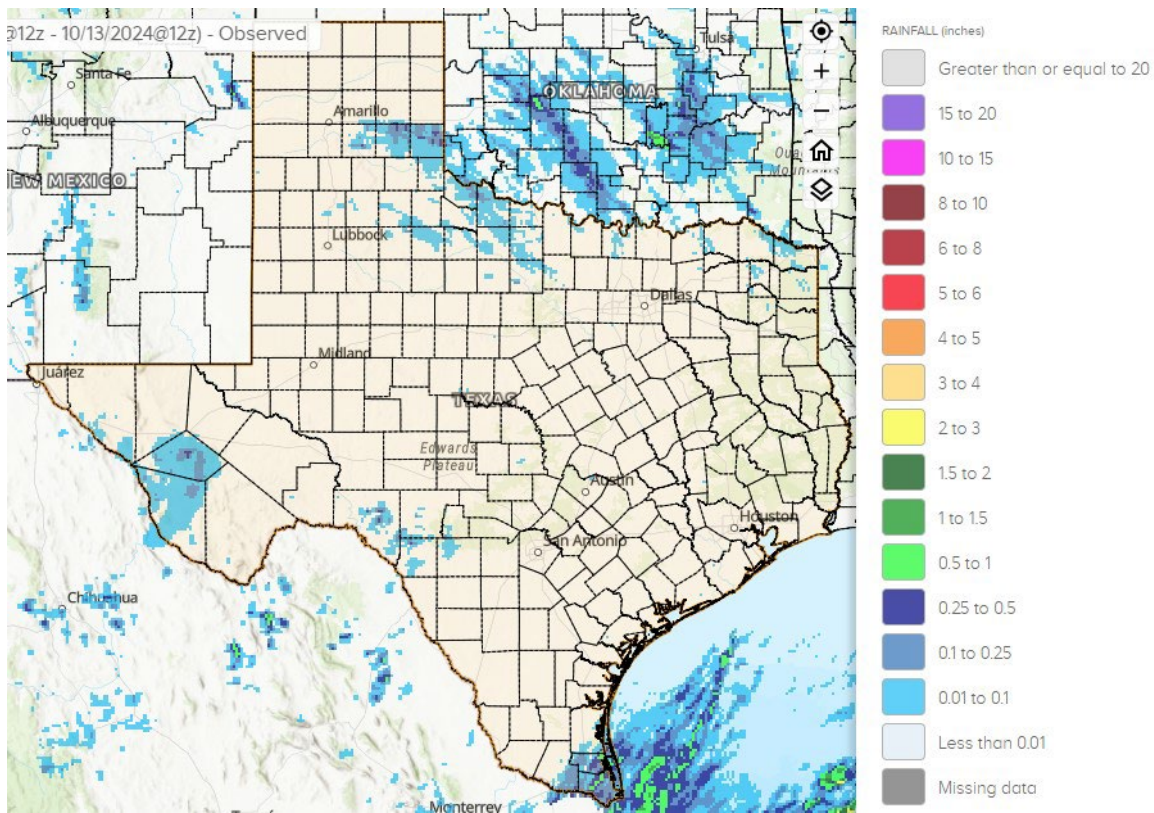 @12z - 10/13/2024@12z) - Observed
Tulsa
Santa Fe
OKLAHOMA
Amarillo
Albuquerque
NEW MEXICO
Lubbock
Dallas
Midland
Juárez
TEXAS
Edwards
Plateau
Austin
Houston
San Antonio
Chihuahua
Monterrey
RAINFALL (inches)
Greater than or equal to 20
15 to 20
10 to 15
8 to 10
6 to 8
5 to 6
4 to 5
3 to 4
2 to 3
1.5 to 2
1 to 1.5
0.5 to 1
0.25 to 0.5
0.1 to 0.25
0.01 to 0.1
Less than 0.01
Missing data